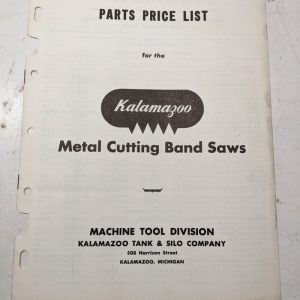 PARTS PRICE LIST
for the
Kalamazoo
Metal Cutting Band Saws
MACHINE TOOL DIVISION
KALAMAZOO TANK & SILO COMPANY
508 Harrison Street
KALAMAZOO, MICHIGAN